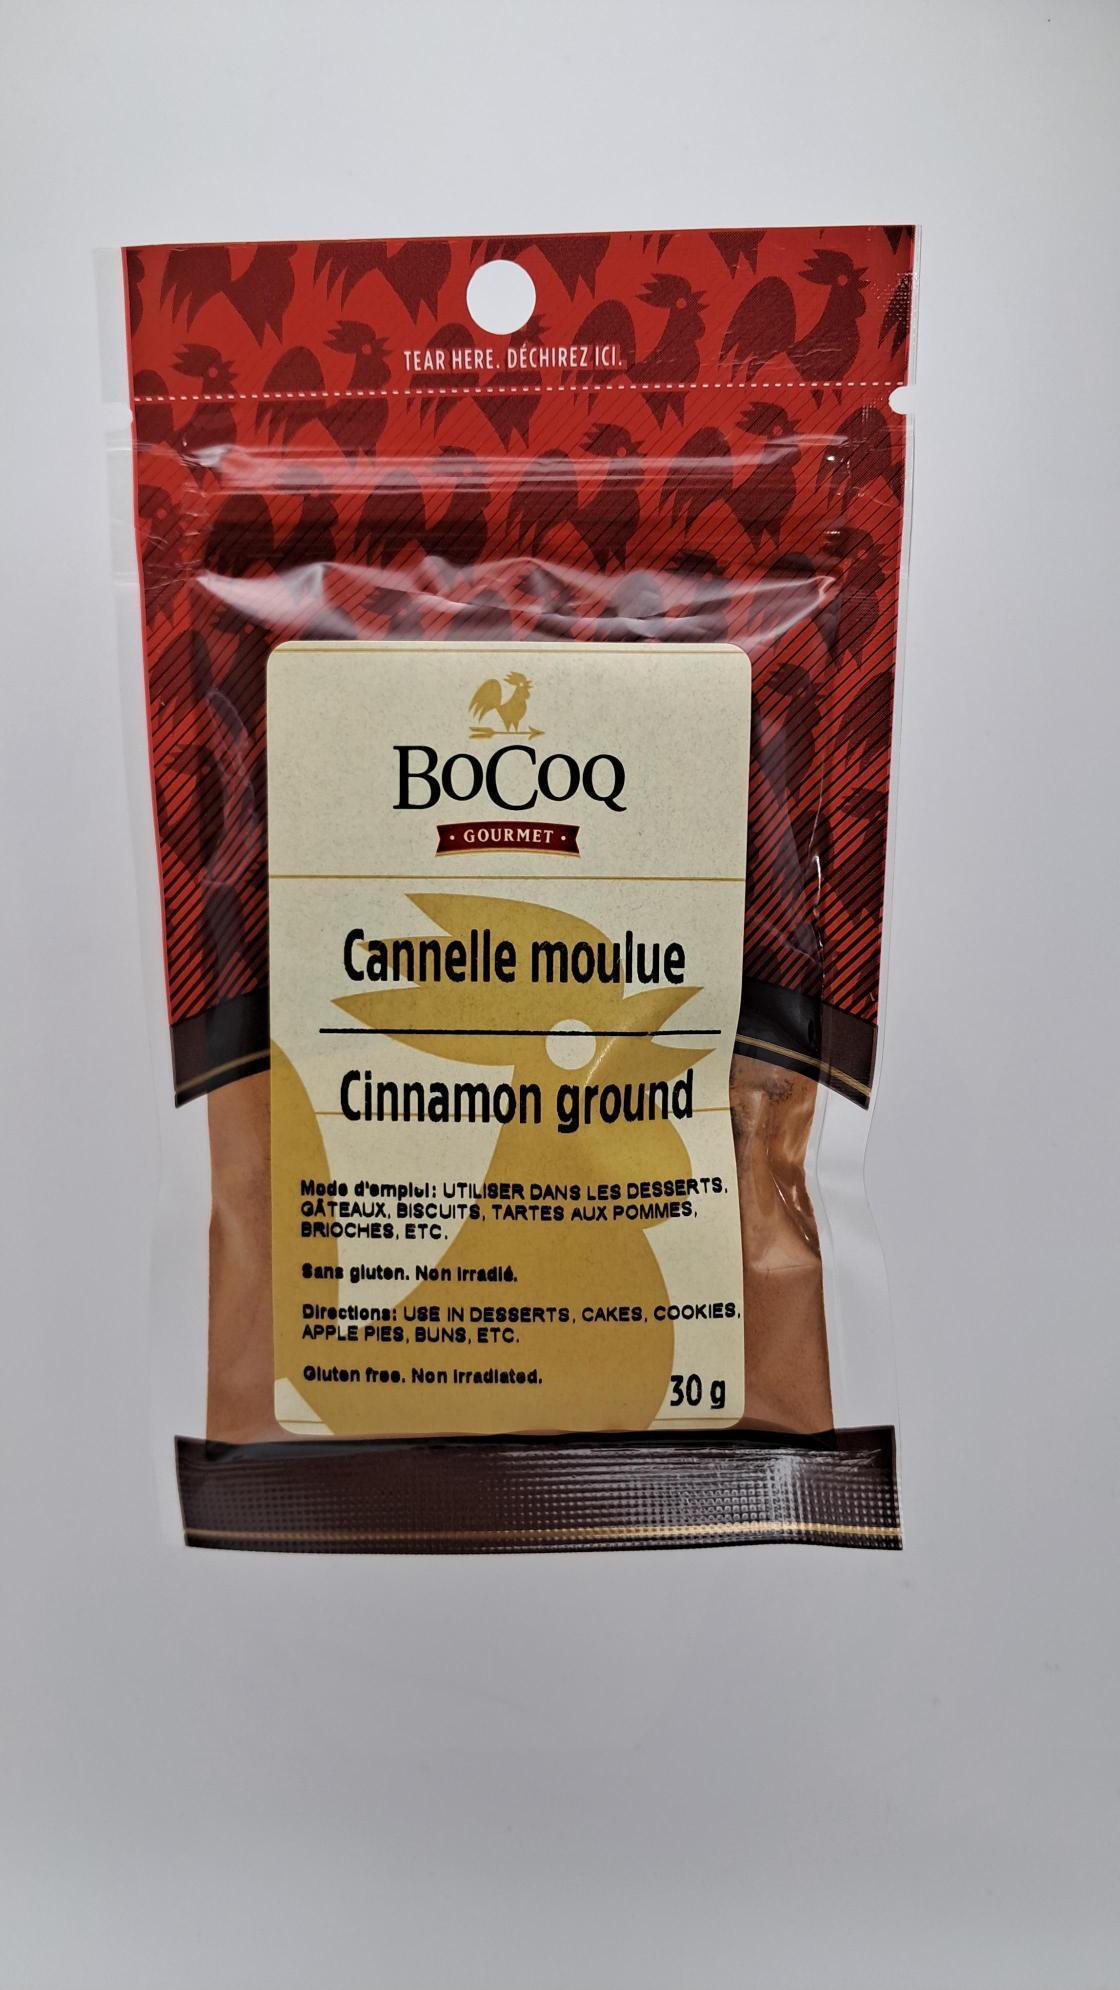 TEAR HERE. DÉCHIREZ ICI.
BOCOQ
• GOURMET •
Cannelle moulue
Cinnamon ground
Mode d'emploi: UTILISER DANS LES DESSERTS,
GÂTEAUX, BISCUITS, TARTES AUX POMMES,
BRIOCHES, ETC.
Sans gluten. Non irradié.
Directions: USE IN DESSERTS, CAKES, COOKIES,
APPLE PIES, BUNS, ETC.
Gluten free. Non irradiated.
30 g